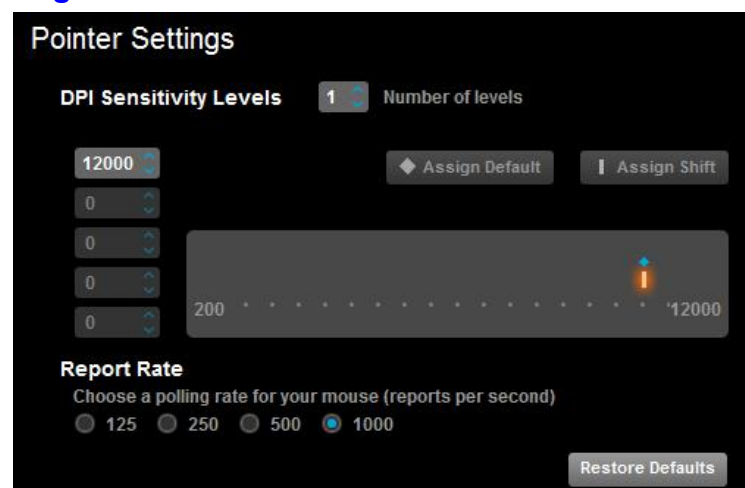 Pointer Settings
DPI Sensitivity Levels 1 Number of levels
12000 Assign Default Assign Shift
0
0
0
200 12000
0
Report Rate
Choose a polling rate for your mouse (reports per second)
125 250 500 1000
Restore Defaults